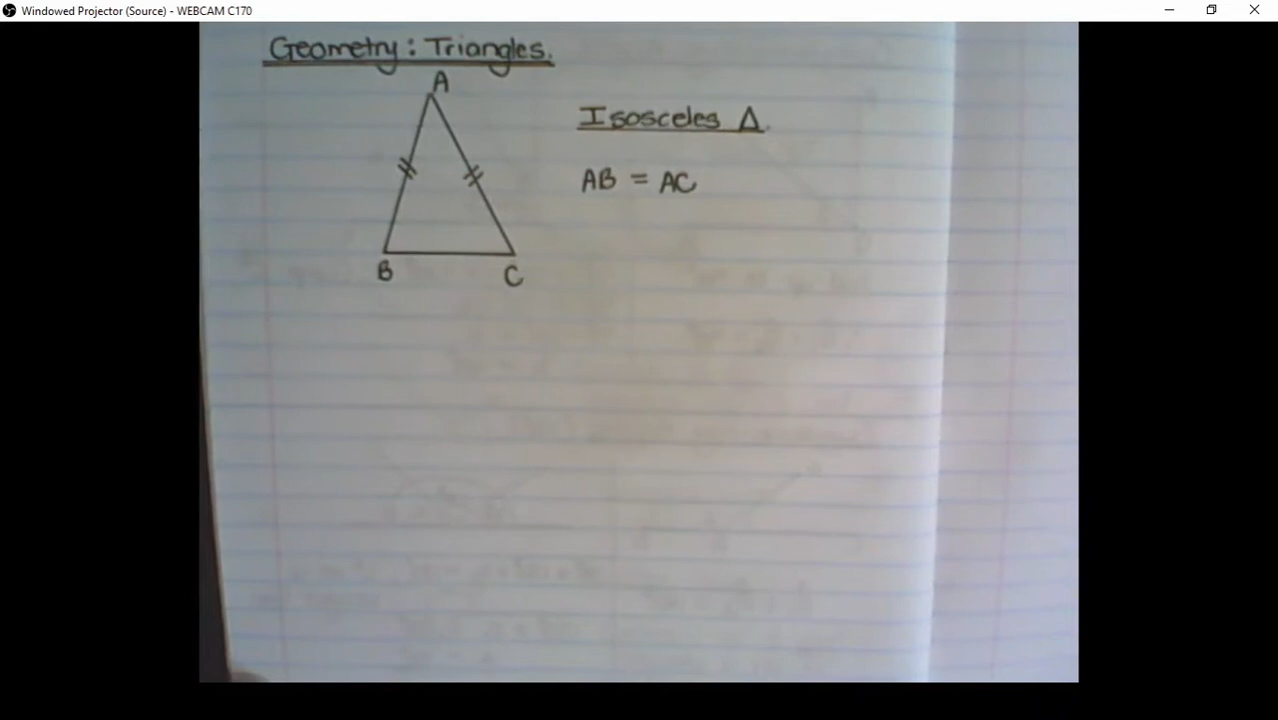 Windowed Projector (Source) - WEBCAM C170
Geometry: Triangles.
A
Isosceles Δ.
AB = AC
B
C